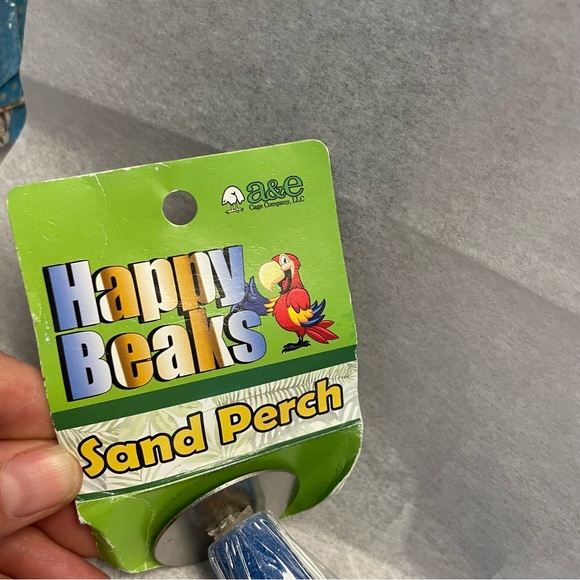 a&e
Cage Company, LLC
Happy
Beaks
Sand Perch